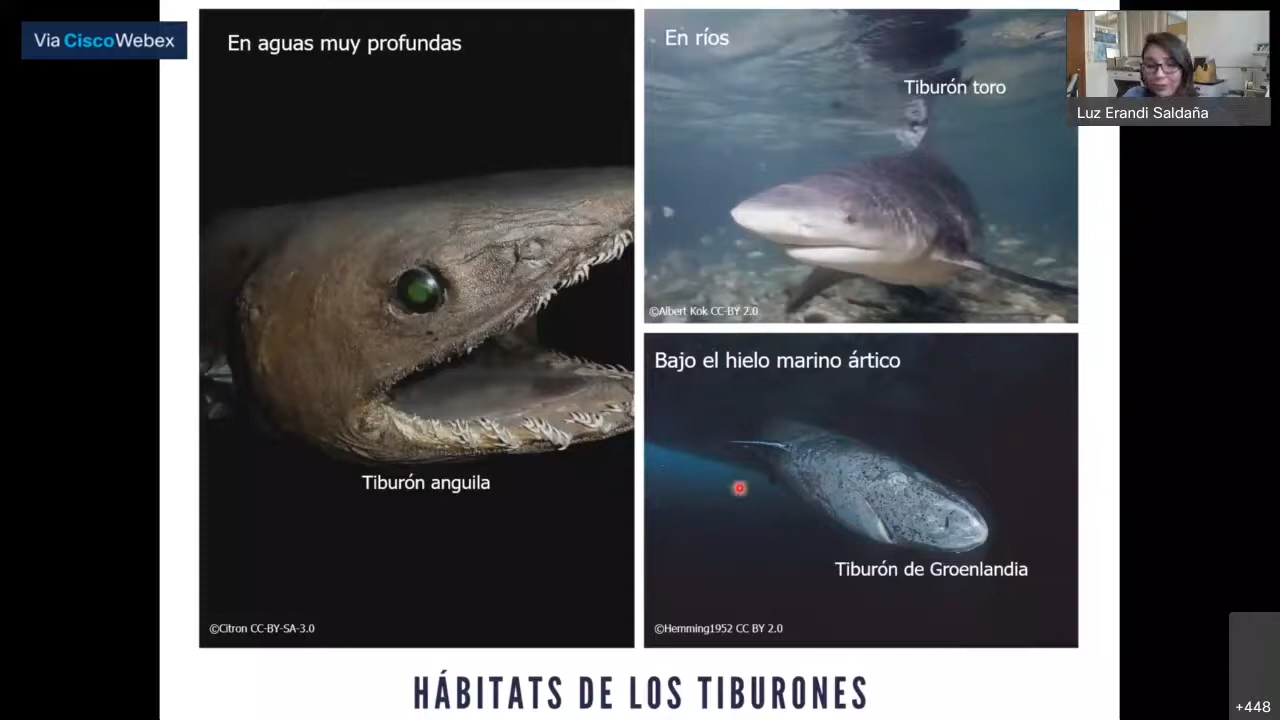 Via CiscoWebex
En aguas muy profundas
Tiburón anguila
©Citron CC-BY-SA-3.0
En ríos
Tiburón toro
©Albert Kok CC-BY 2.0
Bajo el hielo marino ártico
Tiburón de Groenlandia
©Hemming1952 CC BY 2.0
HÁBITATS DE LOS TIBURONES
Luz Erandi Saldaña
+448